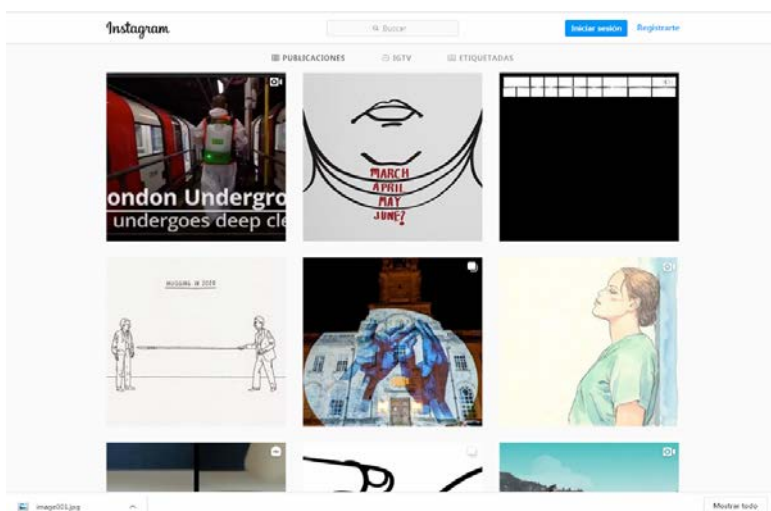 Instagram
Buscar
Iniciar sesión
Registrarte
PUBLICACIONES
IGTV
ETIQUETADAS
ondon Undergro
undergoes deep cle
MARCH
APRIL
MAY
JUNE?
HUGGING IN 2020
image001.jpg
Mostrar todo